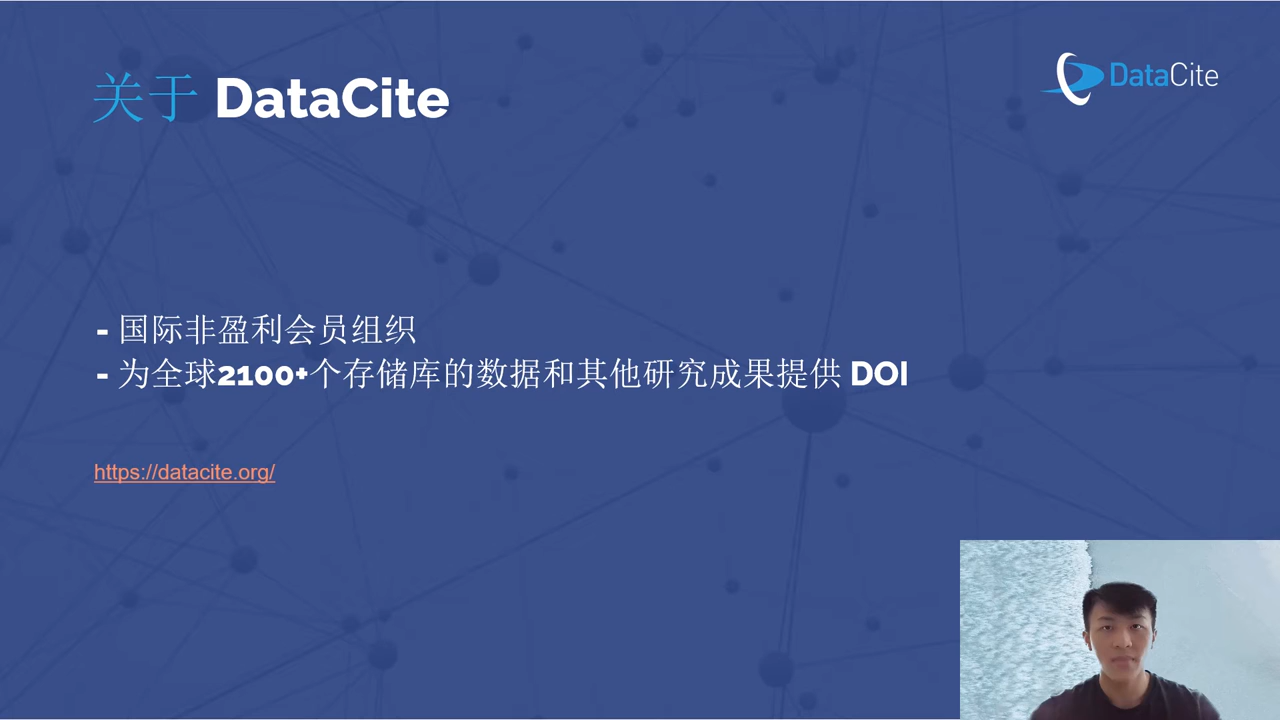 关于 DataCite
DataCite
- 国际非盈利会员组织
- 为全球2100+个存储库的数据和其他研究成果提供 DOI
https://datacite.org/